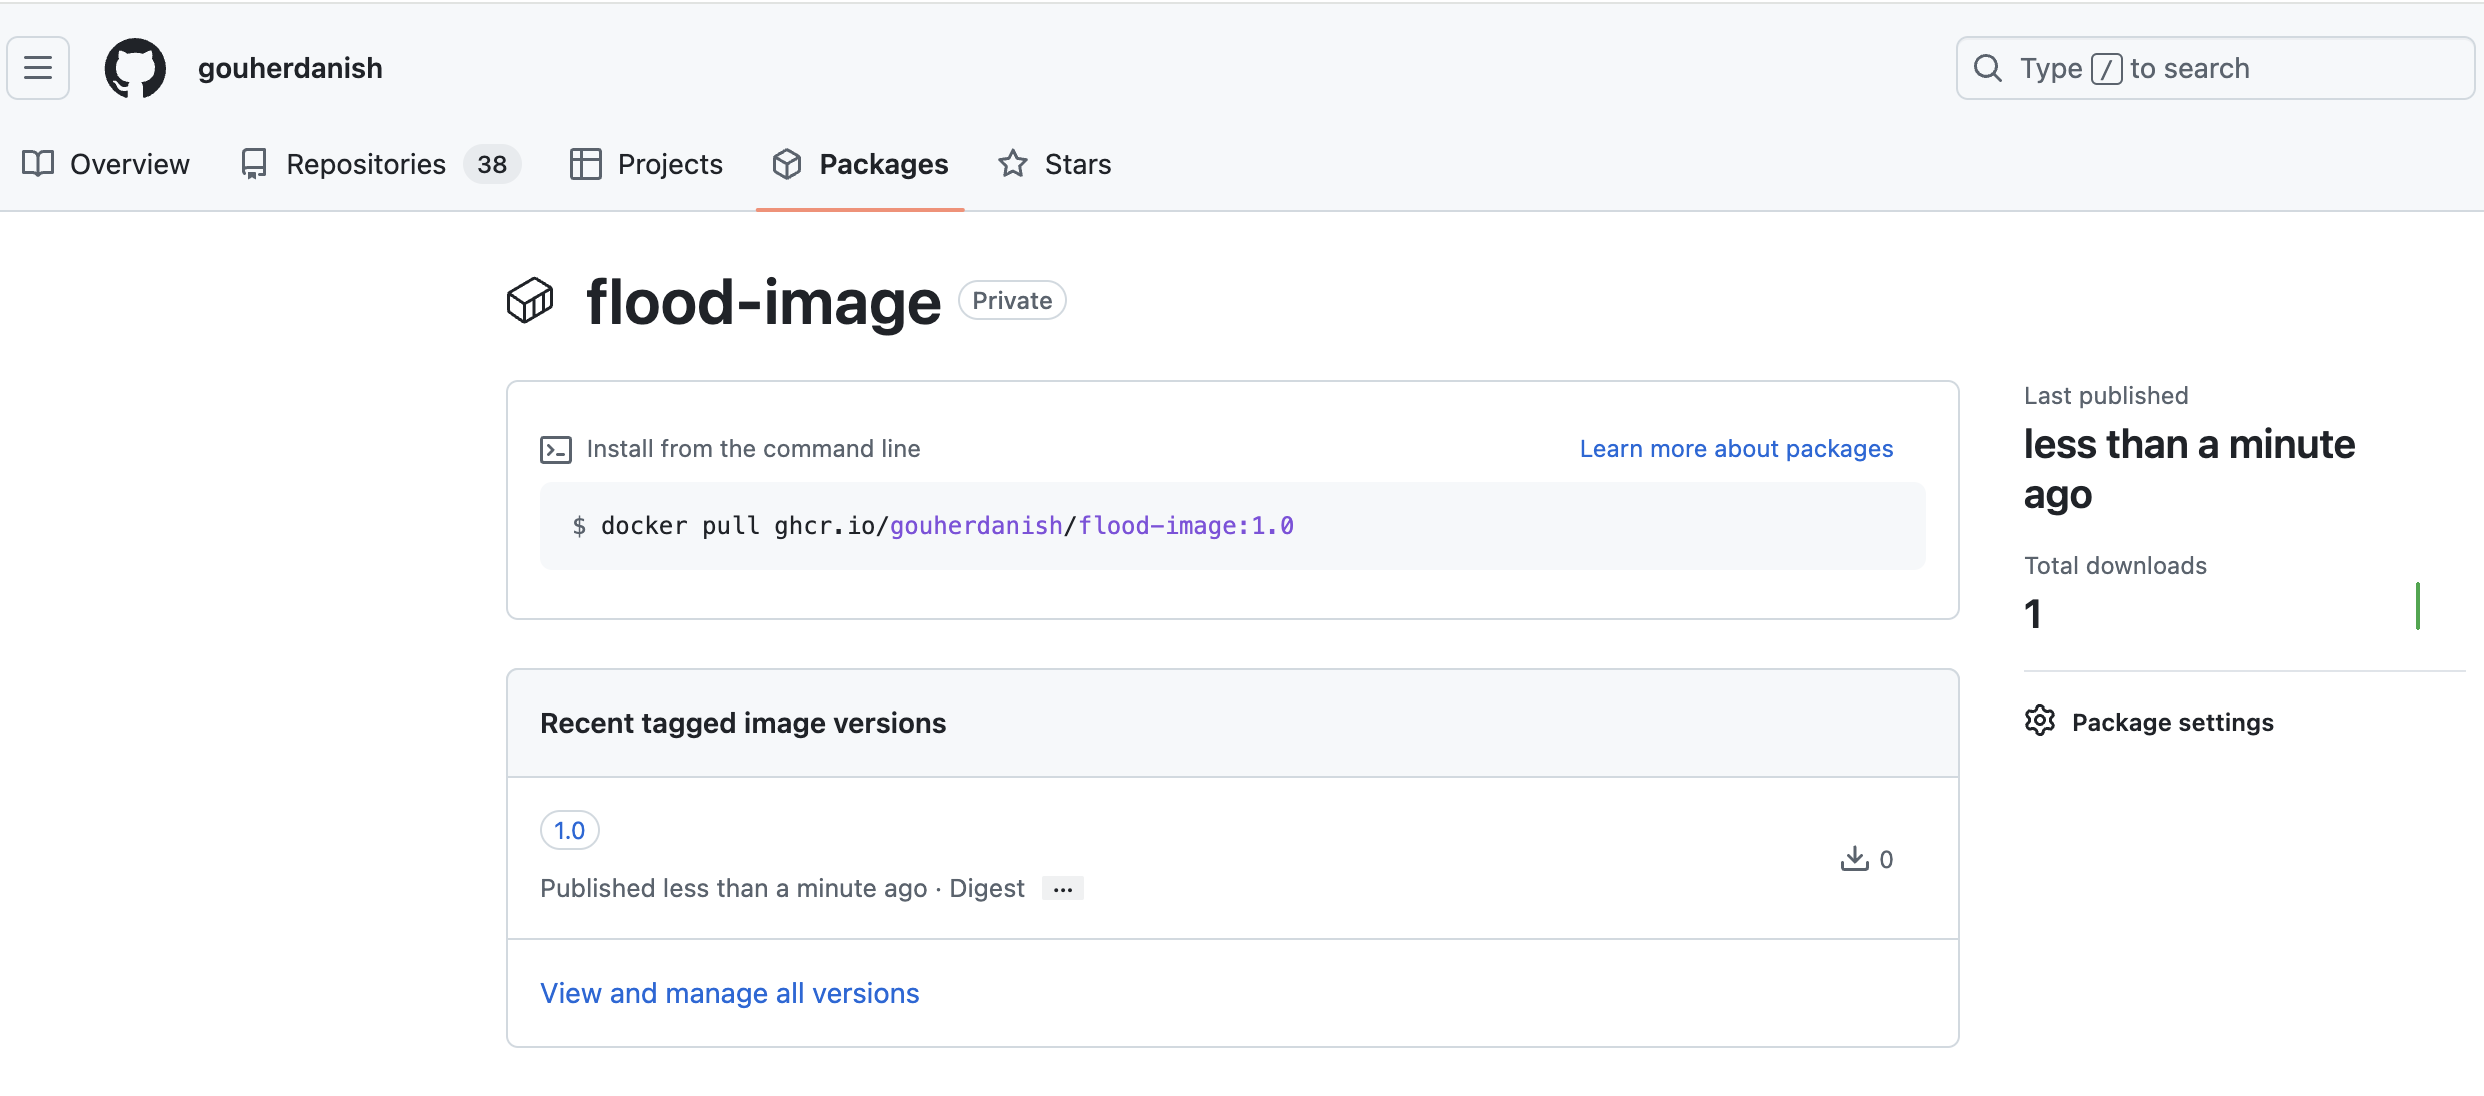 gouherdanish
Type / to search
Overview Repositories 38 Projects Packages Stars
flood-image Private
Install from the command line Learn more about packages
$ docker pull ghcr.io/gouherdanish/flood-image:1.0
Last published
less than a minute
ago
Total downloads
1
Package settings
Recent tagged image versions
1.0
Published less than a minute ago · Digest ...
0
View and manage all versions